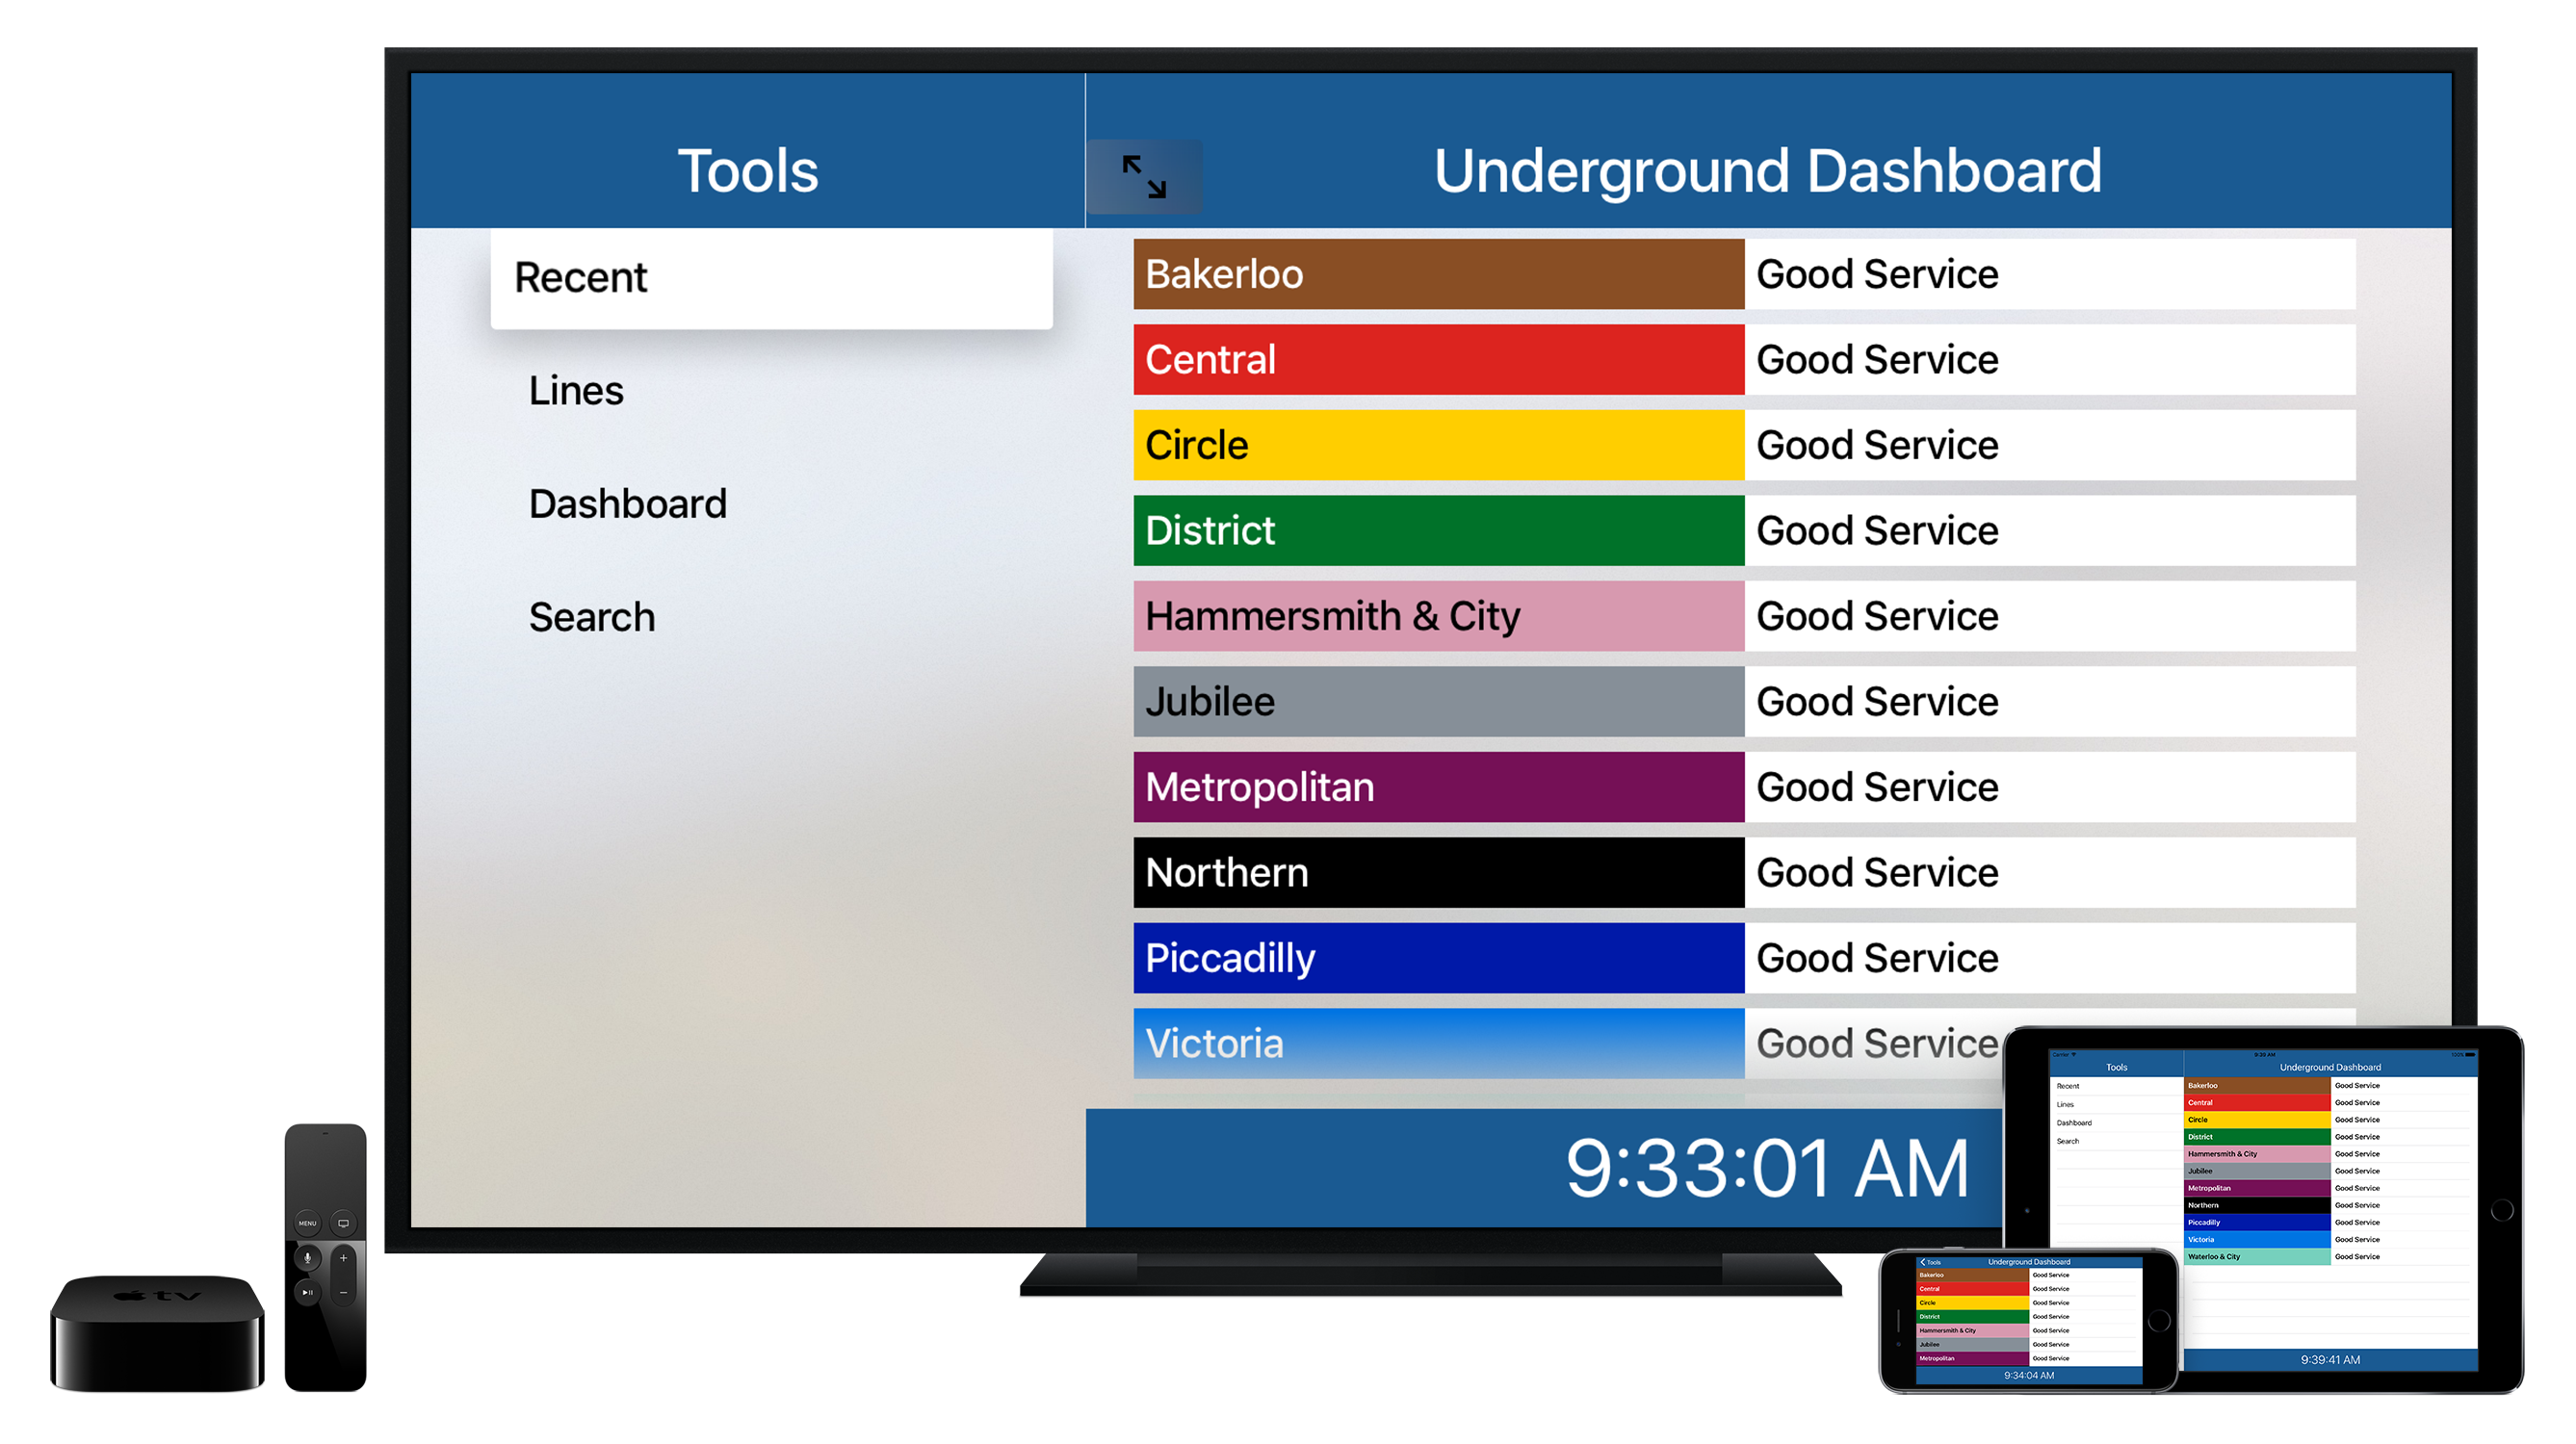 Tools
Underground Dashboard
Recent
Lines
Dashboard
Search
Bakerloo Good Service
Central Good Service
Circle Good Service
District Good Service
Hammersmith & City Good Service
Jubilee Good Service
Metropolitan Good Service
Northern Good Service
Piccadilly Good Service
Victoria Good Service
9:33:01 AM
MENU
tv
Carrier 9:39 AM 100%
Tools Underground Dashboard
Recent
Lines
Dashboard
Search
Bakerloo Good Service
Central Good Service
Circle Good Service
District Good Service
Hammersmith & City Good Service
Jubilee Good Service
Metropolitan Good Service
Northern Good Service
Piccadilly Good Service
Victoria Good Service
Waterloo & City Good Service
9:39:41 AM
Tools Underground Dashboard
Bakerloo Good Service
Central Good Service
Circle Good Service
District Good Service
Hammersmith & City Good Service
Jubilee Good Service
Metropolitan Good Service
9:34:04 AM